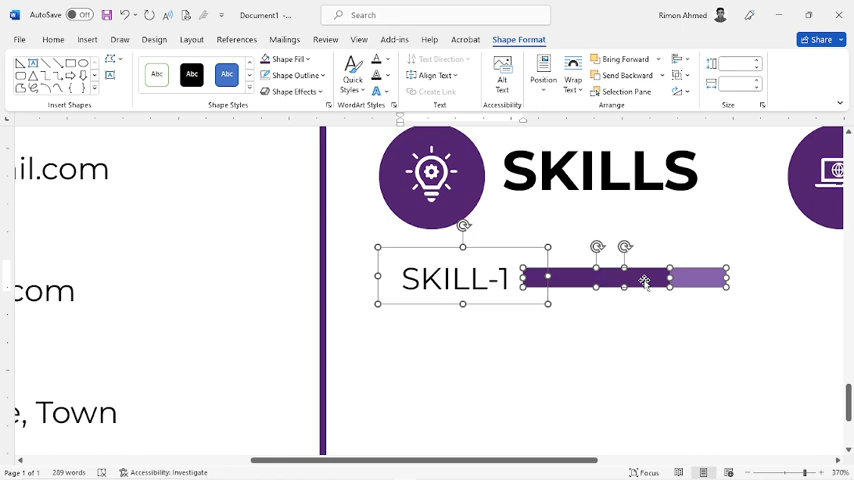 AutoSave Off Document1 -... Search Rimon Ahmed
File Home Insert Draw Design Layout References Mailings Review View Add-ins Help Acrobat Shape Format Share
Abc Abc Abc
Shape Fill
Shape Outline
Shape Effects
Quick Styles
Text Direction
Align Text
Create Link
Alt Text
Position
Wrap Text
Bring Forward
Send Backward
Selection Pane
Insert Shapes Shape Styles WordArt Styles Text Accessibility Arrange Size
il.com
SKILLS
SKILL-1
.com
e, Town
Page 1 of 1 289 words Accessibility: Investigate Focus 370%